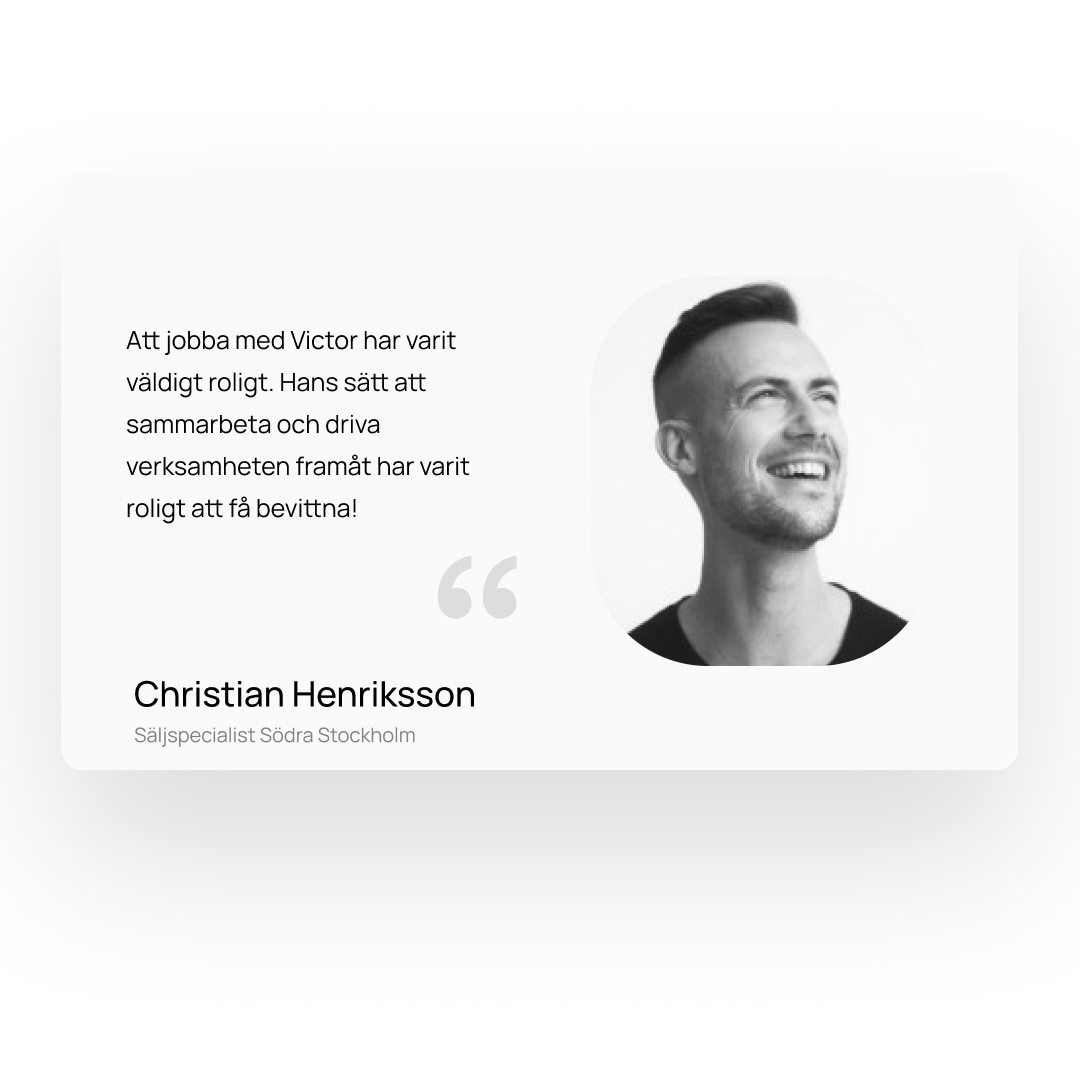 Att jobba med Victor har varit
väldigt roligt. Hans sätt att
sammarbeta och driva
verksamheten framåt har varit
roligt att få bevittna!
“
Christian Henriksson
Säljspecialist Södra Stockholm